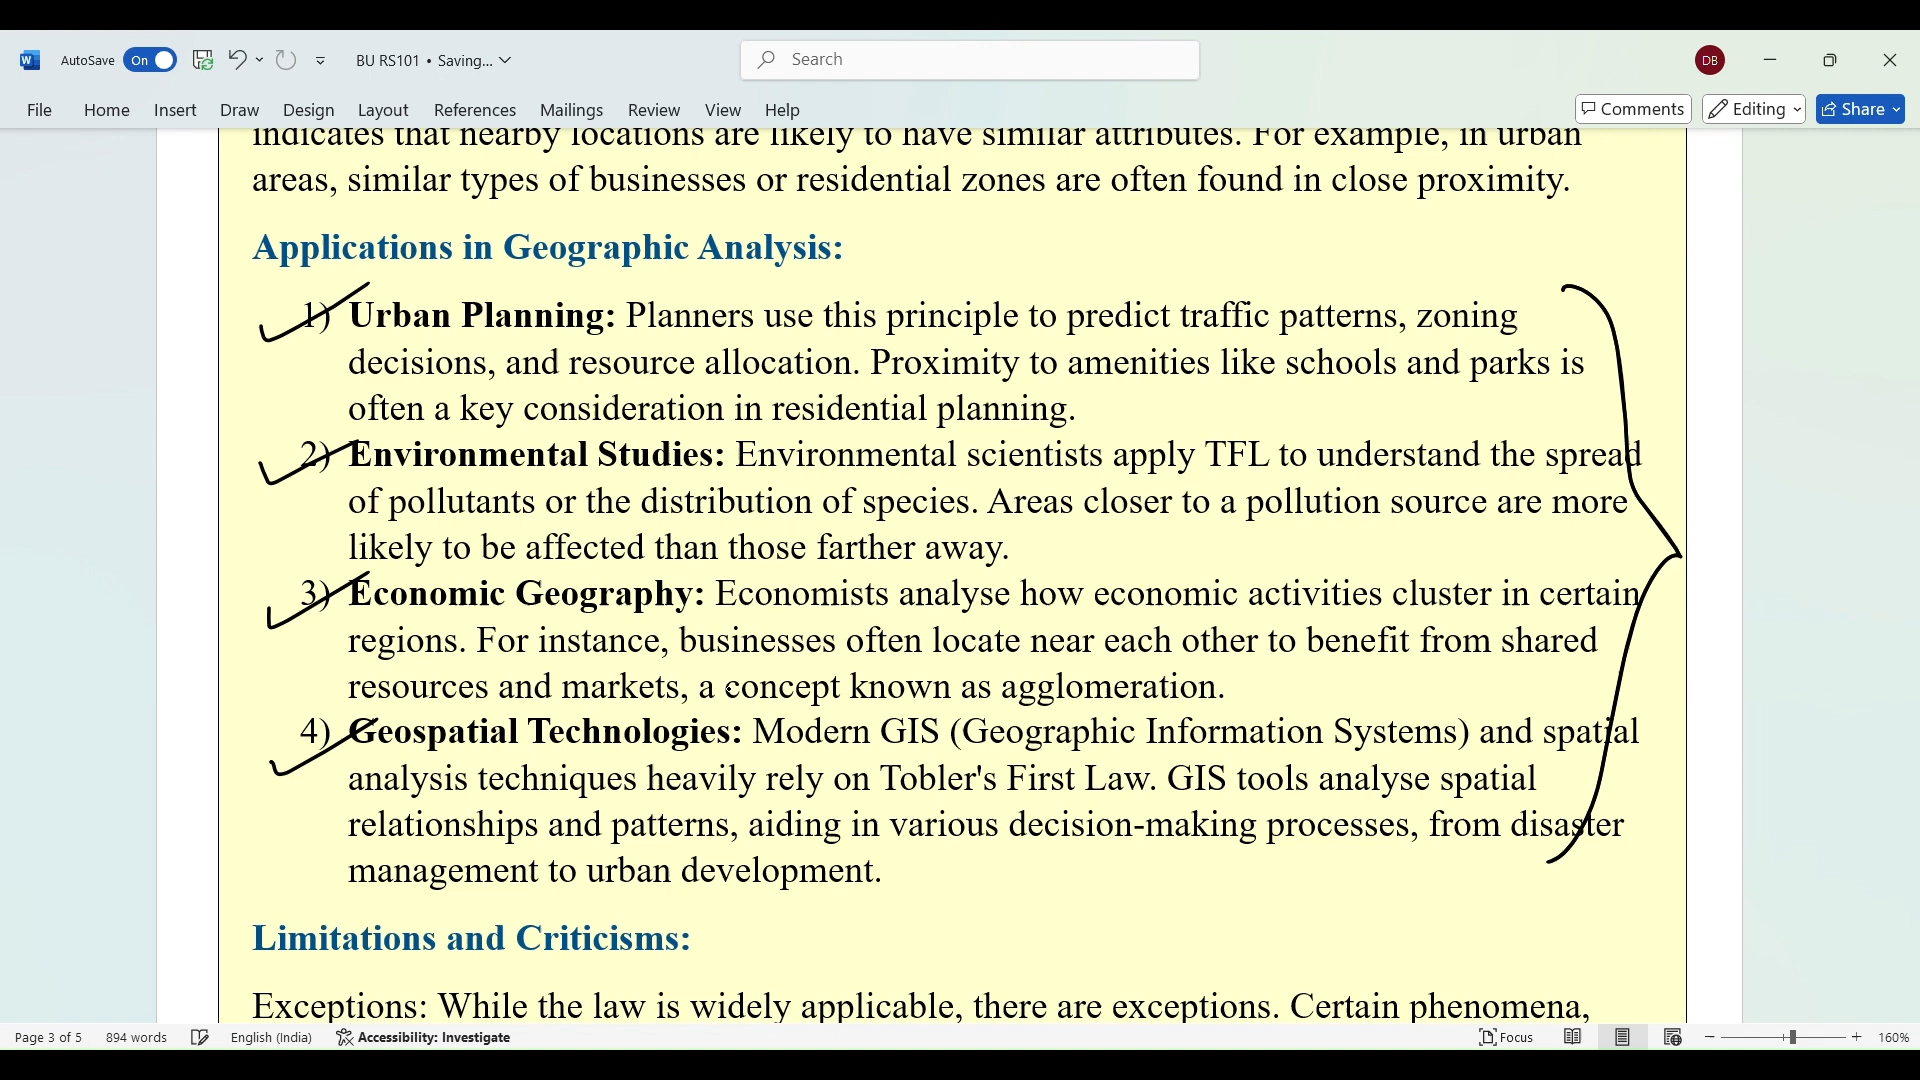 AutoSave On BU RS101 • Saving... Search DB
File Home Insert Draw Design Layout References Mailings Review View Help Comments Editing Share
indicates that nearby locations are likely to have similar attributes. For example, in urban
areas, similar types of businesses or residential zones are often found in close proximity.
Applications in Geographic Analysis:
1) Urban Planning: Planners use this principle to predict traffic patterns, zoning
decisions, and resource allocation. Proximity to amenities like schools and parks is
often a key consideration in residential planning.
2) Environmental Studies: Environmental scientists apply TFL to understand the spread
of pollutants or the distribution of species. Areas closer to a pollution source are more
likely to be affected than those farther away.
3) Economic Geography: Economists analyse how economic activities cluster in certain
regions. For instance, businesses often locate near each other to benefit from shared
resources and markets, a concept known as agglomeration.
4) Geospatial Technologies: Modern GIS (Geographic Information Systems) and spatial
analysis techniques heavily rely on Tobler's First Law. GIS tools analyse spatial
relationships and patterns, aiding in various decision-making processes, from disaster
management to urban development.
Limitations and Criticisms:
Exceptions: While the law is widely applicable, there are exceptions. Certain phenomena,
Page 3 of 5 894 words English (India) Accessibility: Investigate Focus 160%